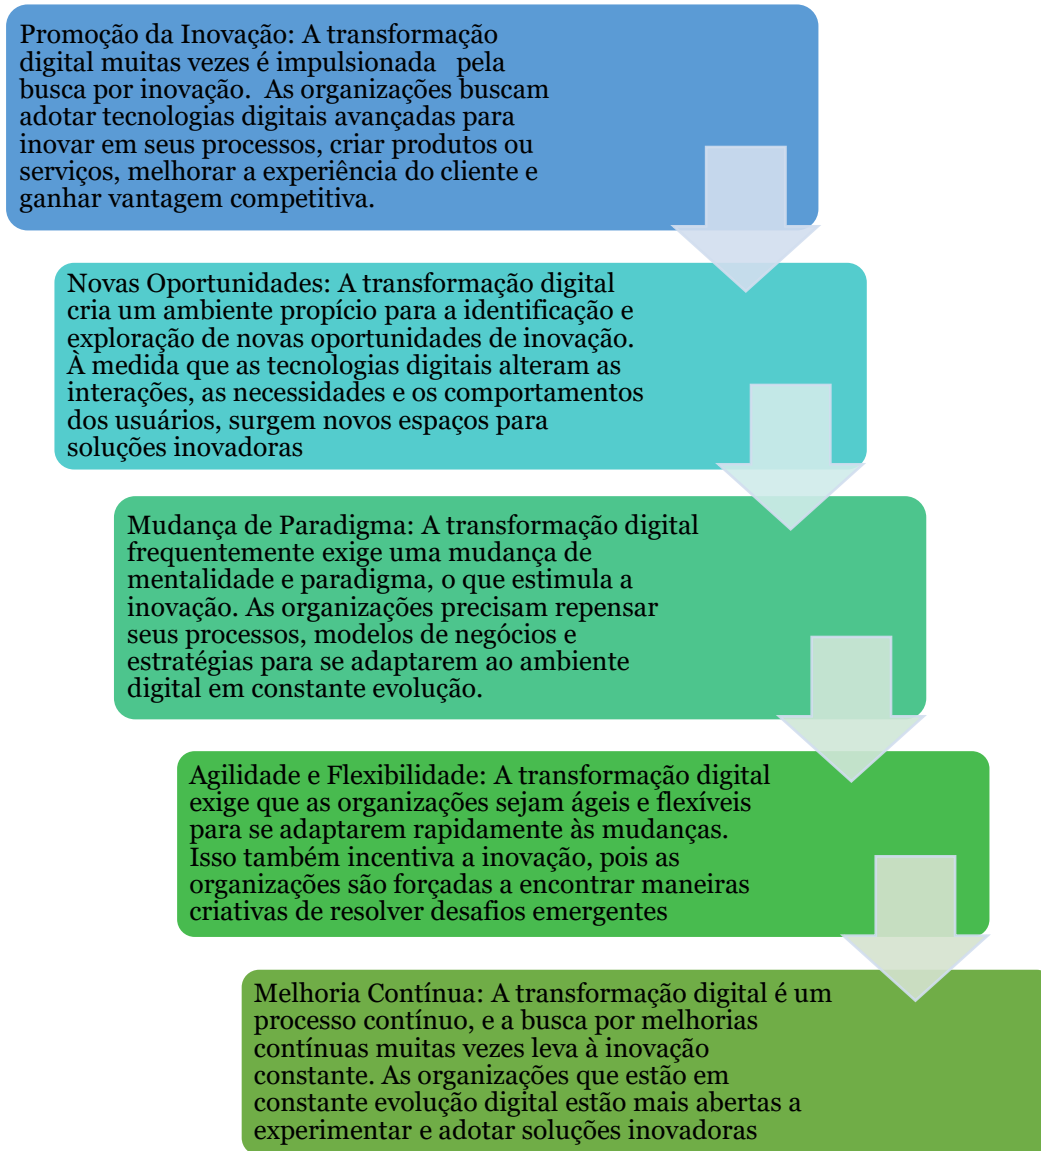 Promoção da Inovação: A transformação
digital muitas vezes é impulsionada pela
busca por inovação. As organizações buscam
adotar tecnologias digitais avançadas para
inovar em seus processos, criar produtos ou
serviços, melhorar a experiência do cliente e
ganhar vantagem competitiva.
Novas Oportunidades: A transformação digital
cria um ambiente propício para a identificação e
exploração de novas oportunidades de inovação.
À medida que as tecnologias digitais alteram as
interações, as necessidades e os comportamentos
dos usuários, surgem novos espaços para
soluções inovadoras
Mudança de Paradigma: A transformação digital
frequentemente exige uma mudança de
mentalidade e paradigma, o que estimula a
inovação. As organizações precisam repensar
seus processos, modelos de negócios e
estratégias para se adaptarem ao ambiente
digital em constante evolução.
Agilidade e Flexibilidade: A transformação digital
exige que as organizações sejam ágeis e flexíveis
para se adaptarem rapidamente às mudanças.
Isso também incentiva a inovação, pois as
organizações são forçadas a encontrar maneiras
criativas de resolver desafios emergentes
Melhoria Contínua: A transformação digital é um
processo contínuo, e a busca por melhorias
contínuas muitas vezes leva à inovação
constante. As organizações que estão em
constante evolução digital estão mais abertas a
experimentar e adotar soluções inovadoras